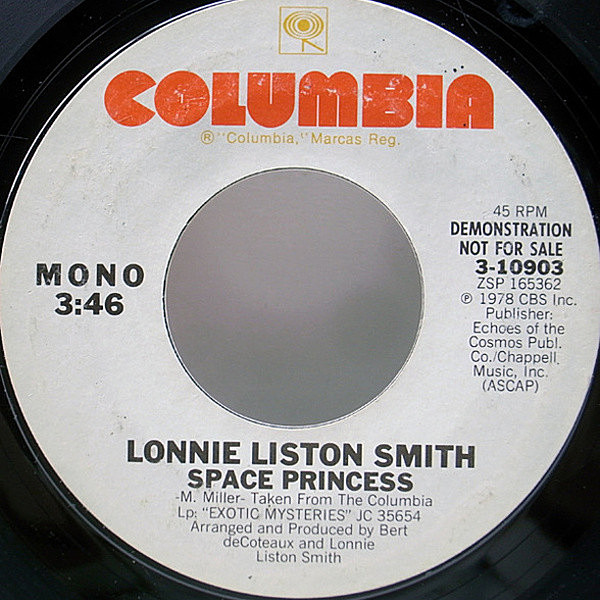 COLUMBIA
® "Columbia," Marcas Reg.
MONO
3:46
45 RPM
DEMONSTRATION
NOT FOR SALE
3-10903
ZSP 165362
℗ 1978 CBS Inc.
Publisher:
Echoes of the
Cosmos Publ.
Co./Chappell
Music, Inc.
(ASCAP)
LONNIE LISTON SMITH
SPACE PRINCESS
-M. Miller- Taken From The Columbia
Lp: "EXOTIC MYSTERIES" JC 35654
Arranged and Produced by Bert
deCoteaux and Lonnie
Liston Smith